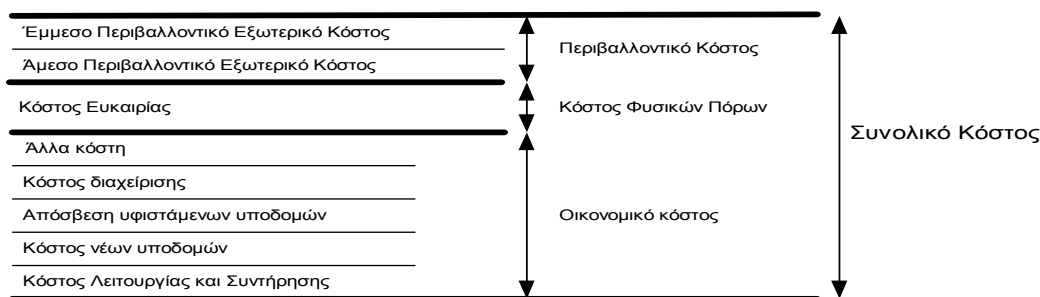 Έμμεσο Περιβαλλοντικό Εξωτερικό Κόστος
Άμεσο Περιβαλλοντικό Εξωτερικό Κόστος
Περιβαλλοντικό Κόστος
Κόστος Ευκαιρίας
Κόστος Φυσικών Πόρων
Συνολικό Κόστος
Άλλα κόστη
Κόστος διαχείρισης
Απόσβεση υφιστάμενων υποδομών
Οικονομικό κόστος
Κόστος νέων υποδομών
Κόστος Λειτουργίας και Συντήρησης